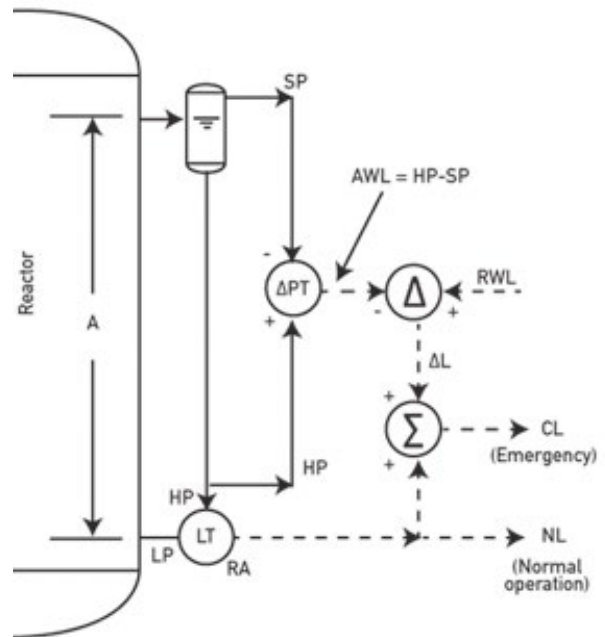 SP
AWL = HP-SP
Reactor
A
-
ΔPT
+
-
Δ
+
RWL
ΔL
+
Σ
+
CL
(Emergency)
HP
HP
LP
LT
RA
NL
(Normal
operation)